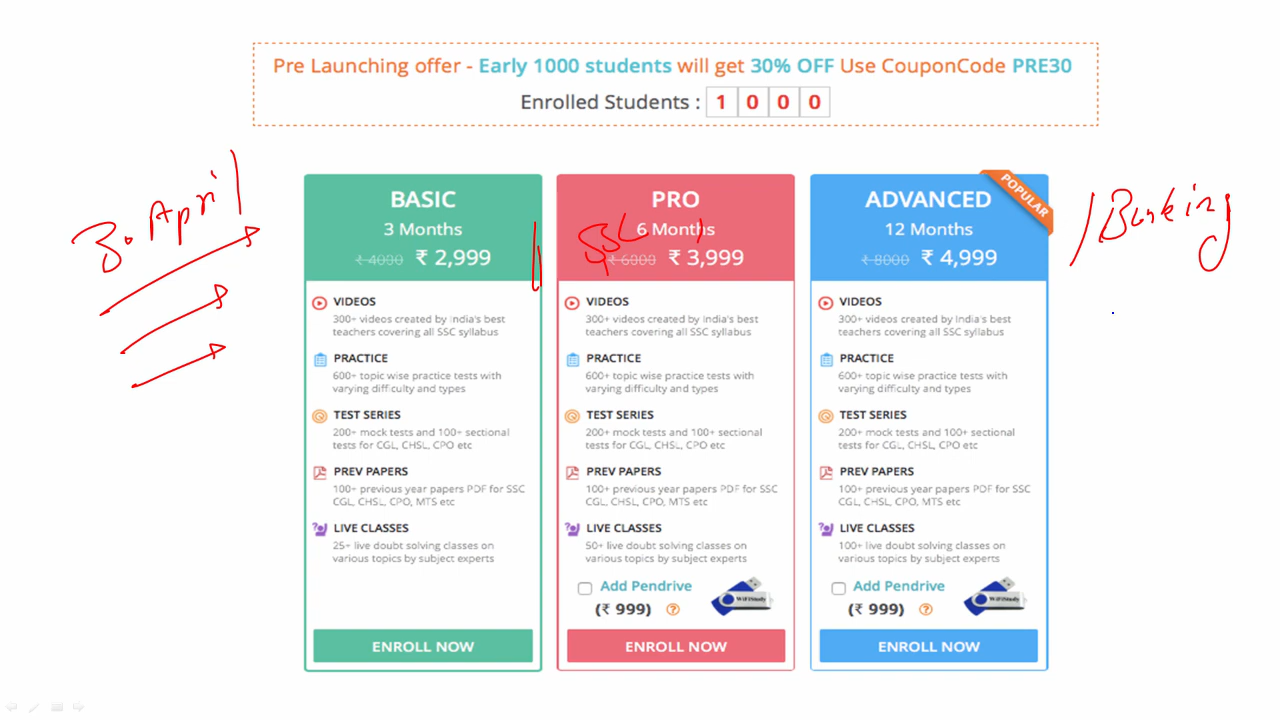 Pre Launching offer - Early 1000 students will get 30% OFF Use CouponCode PRE30
Enrolled Students : 1 0 0 0
3. April
BASIC
3 Months
₹ 4000 ₹ 2,999
VIDEOS
300+ videos created by India's best
teachers covering all SSC syllabus
PRACTICE
600+ topic wise practice tests with
varying difficulty and types
TEST SERIES
200+ mock tests and 100+ sectional
tests for CGL, CHSL, CPO etc
PREV PAPERS
100+ previous year papers PDF for SSC
CGL, CHSL, CPO, MTS etc
LIVE CLASSES
25+ live doubt solving classes on
various topics by subject experts
ENROLL NOW
PRO
6 Months
SSC
₹ 6000 ₹ 3,999
VIDEOS
300+ videos created by India's best
teachers covering all SSC syllabus
PRACTICE
600+ topic wise practice tests with
varying difficulty and types
TEST SERIES
200+ mock tests and 100+ sectional
tests for CGL, CHSL, CPO etc
PREV PAPERS
100+ previous year papers PDF for SSC
CGL, CHSL, CPO, MTS etc
LIVE CLASSES
50+ live doubt solving classes on
various topics by subject experts
Add Pendrive
(₹ 999) ?
WiFiStudy
ENROLL NOW
POPULAR
ADVANCED
12 Months
₹ 8000 ₹ 4,999
VIDEOS
300+ videos created by India's best
teachers covering all SSC syllabus
PRACTICE
600+ topic wise practice tests with
varying difficulty and types
TEST SERIES
200+ mock tests and 100+ sectional
tests for CGL, CHSL, CPO etc
PREV PAPERS
100+ previous year papers PDF for SSC
CGL, CHSL, CPO, MTS etc
LIVE CLASSES
100+ live doubt solving classes on
various topics by subject experts
Add Pendrive
(₹ 999) ?
WiFiStudy
ENROLL NOW
Banking